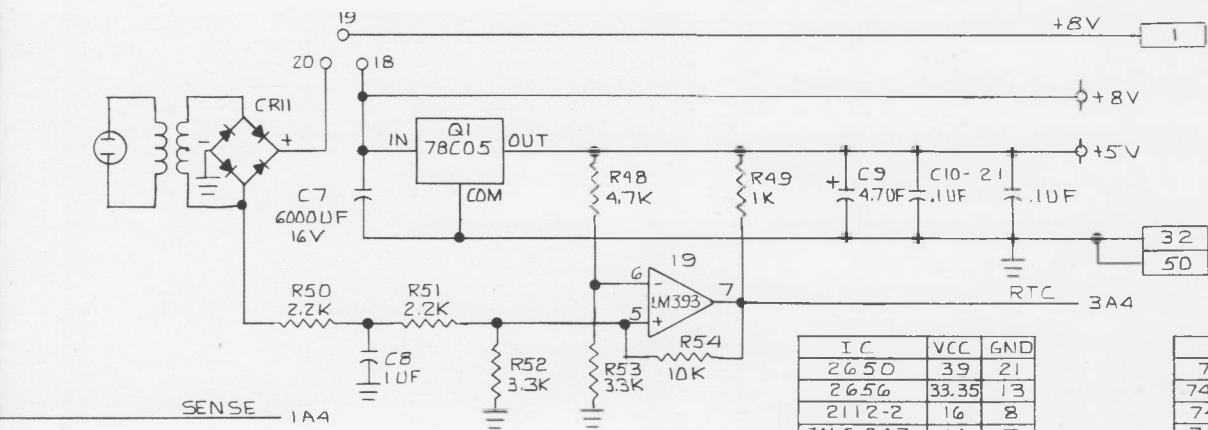 19
+8V
1
20
18
CR11
+8V
-
+
IN
Q1
78C05
OUT
+5V
COM
C7
6000UF
16V
R48
4.7K
R49
1K
+
C9
4.7UF
C10-21
.1UF
.1UF
32
50
19
6
-
LM393
7
5
+
RTC
3A4
R50
2.2K
R51
2.2K
R54
10K
C8
1UF
R52
3.3K
R53
3.3K
SENSE
1A4
IC VCC GND
2650 39 21
2656 33.35 13
2112-2 16 8
7
74
74